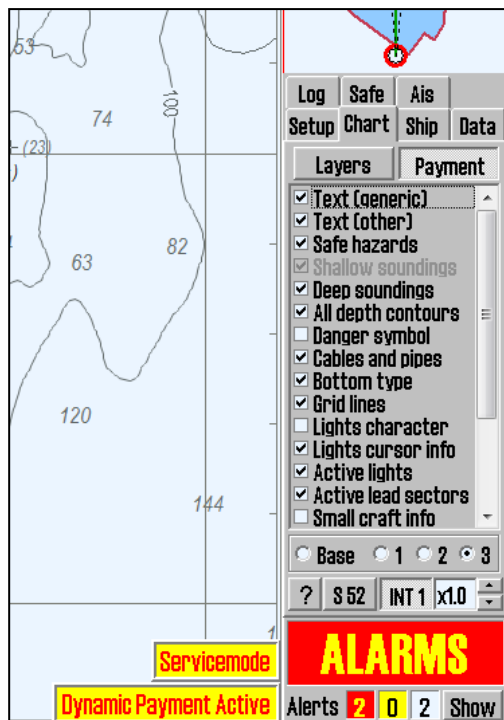 53
74
100
(23)
82
63
120
144
1
Servicemode
Dynamic Payment Active
Log Safe Ais
Setup Chart Ship Data
Layers Payment
Text (generic)
Text (other)
Safe hazards
Shallow soundings
Deep soundings
All depth contours
Danger symbol
Cables and pipes
Bottom type
Grid lines
Lights character
Lights cursor info
Active lights
Active lead sectors
Small craft info
Base 1 2 3
? S 52 INT 1 x1.0
ALARMS
Alerts 2 0 2 Show